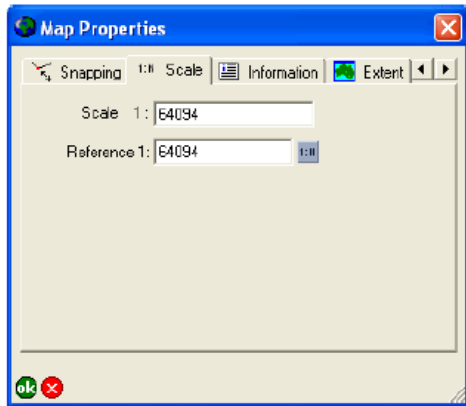 Map Properties
Snapping 1:n Scale Information Extent
Scale 1: 64094
Reference 1: 64094 1:n
ok